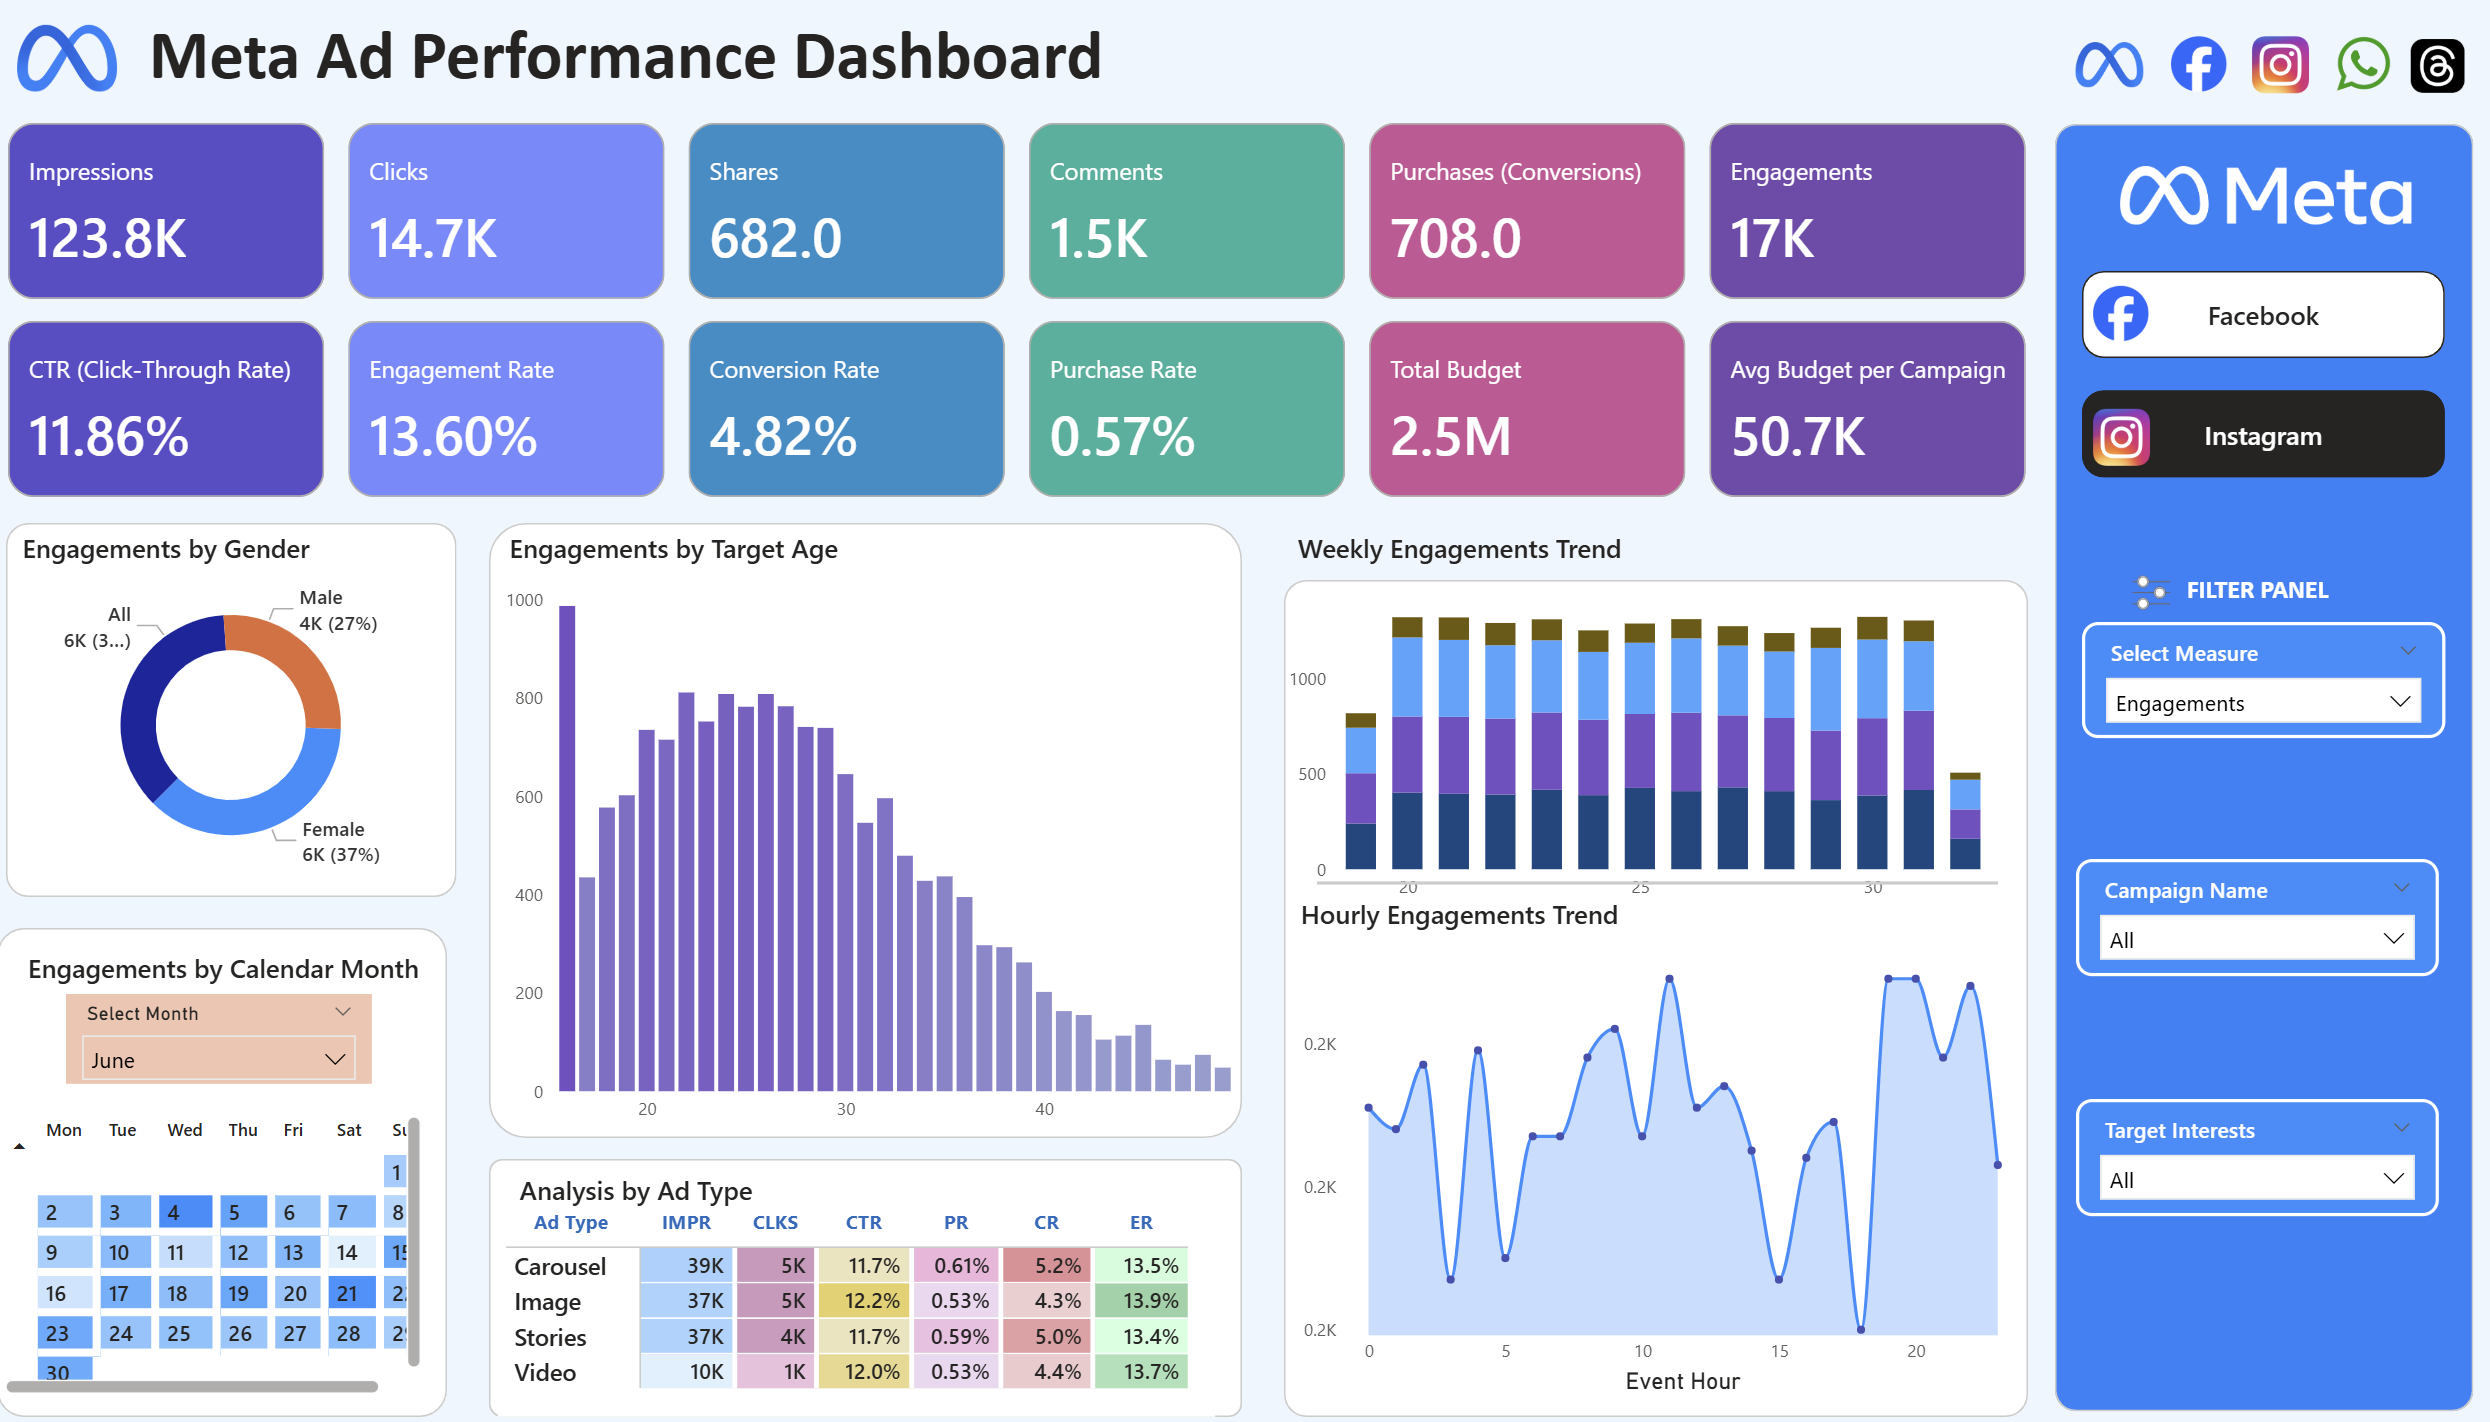 Meta Ad Performance Dashboard
Impressions
123.8K
Clicks
14.7K
Shares
682.0
Comments
1.5K
Purchases (Conversions)
708.0
Engagements
17K
CTR (Click-Through Rate)
11.86%
Engagement Rate
13.60%
Conversion Rate
4.82%
Purchase Rate
0.57%
Total Budget
2.5M
Avg Budget per Campaign
50.7K
Meta
Facebook
Instagram
FILTER PANEL
Select Measure
Engagements
Campaign Name
All
Target Interests
All
Engagements by Gender
All
6K (3...)
Male
4K (27%)
Female
6K (37%)
Engagements by Calendar Month
Select Month
June
Mon Tue Wed Thu Fri Sat Su
1
2 3 4 5 6 7 8
9 10 11 12 13 14 15
16 17 18 19 20 21 22
23 24 25 26 27 28 29
30
Engagements by Target Age
1000
800
600
400
200
0
20 30 40
Analysis by Ad Type
Ad Type IMPR CLKS CTR PR CR ER
Carousel 39K 5K 11.7% 0.61% 5.2% 13.5%
Image 37K 5K 12.2% 0.53% 4.3% 13.9%
Stories 37K 4K 11.7% 0.59% 5.0% 13.4%
Video 10K 1K 12.0% 0.53% 4.4% 13.7%
Weekly Engagements Trend
1000
500
0
20 25 30
Hourly Engagements Trend
0.2K
0.2K
0.2K
0 5 10 15 20
Event Hour